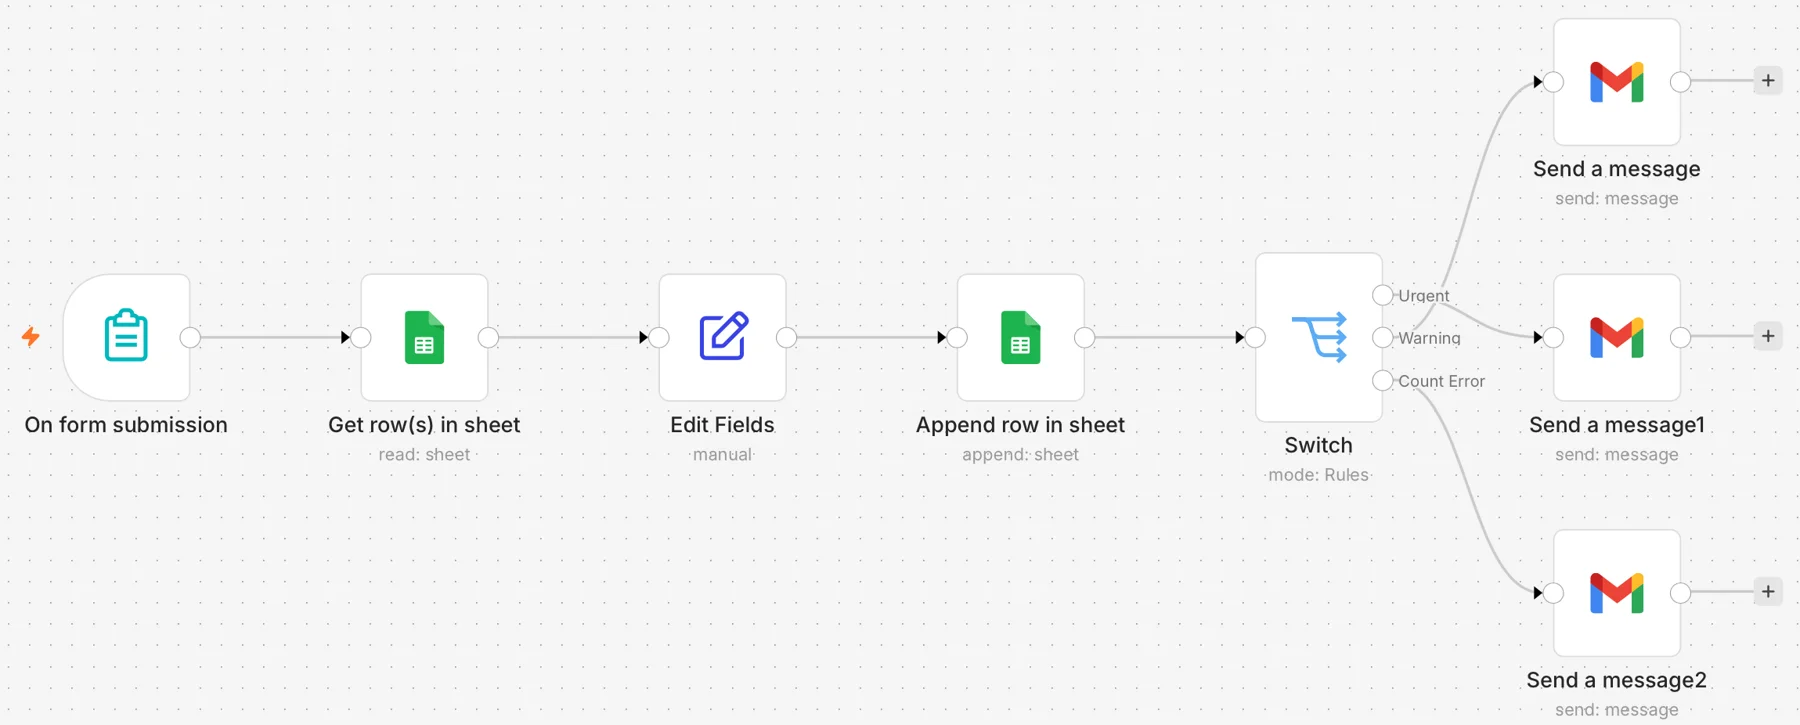 On form submission
Get row(s) in sheet
read: sheet
Edit Fields
manual
Append row in sheet
append: sheet
Switch
mode: Rules
Urgent
Warning
Count Error
Send a message
send: message
Send a message1
send: message
Send a message2
send: message